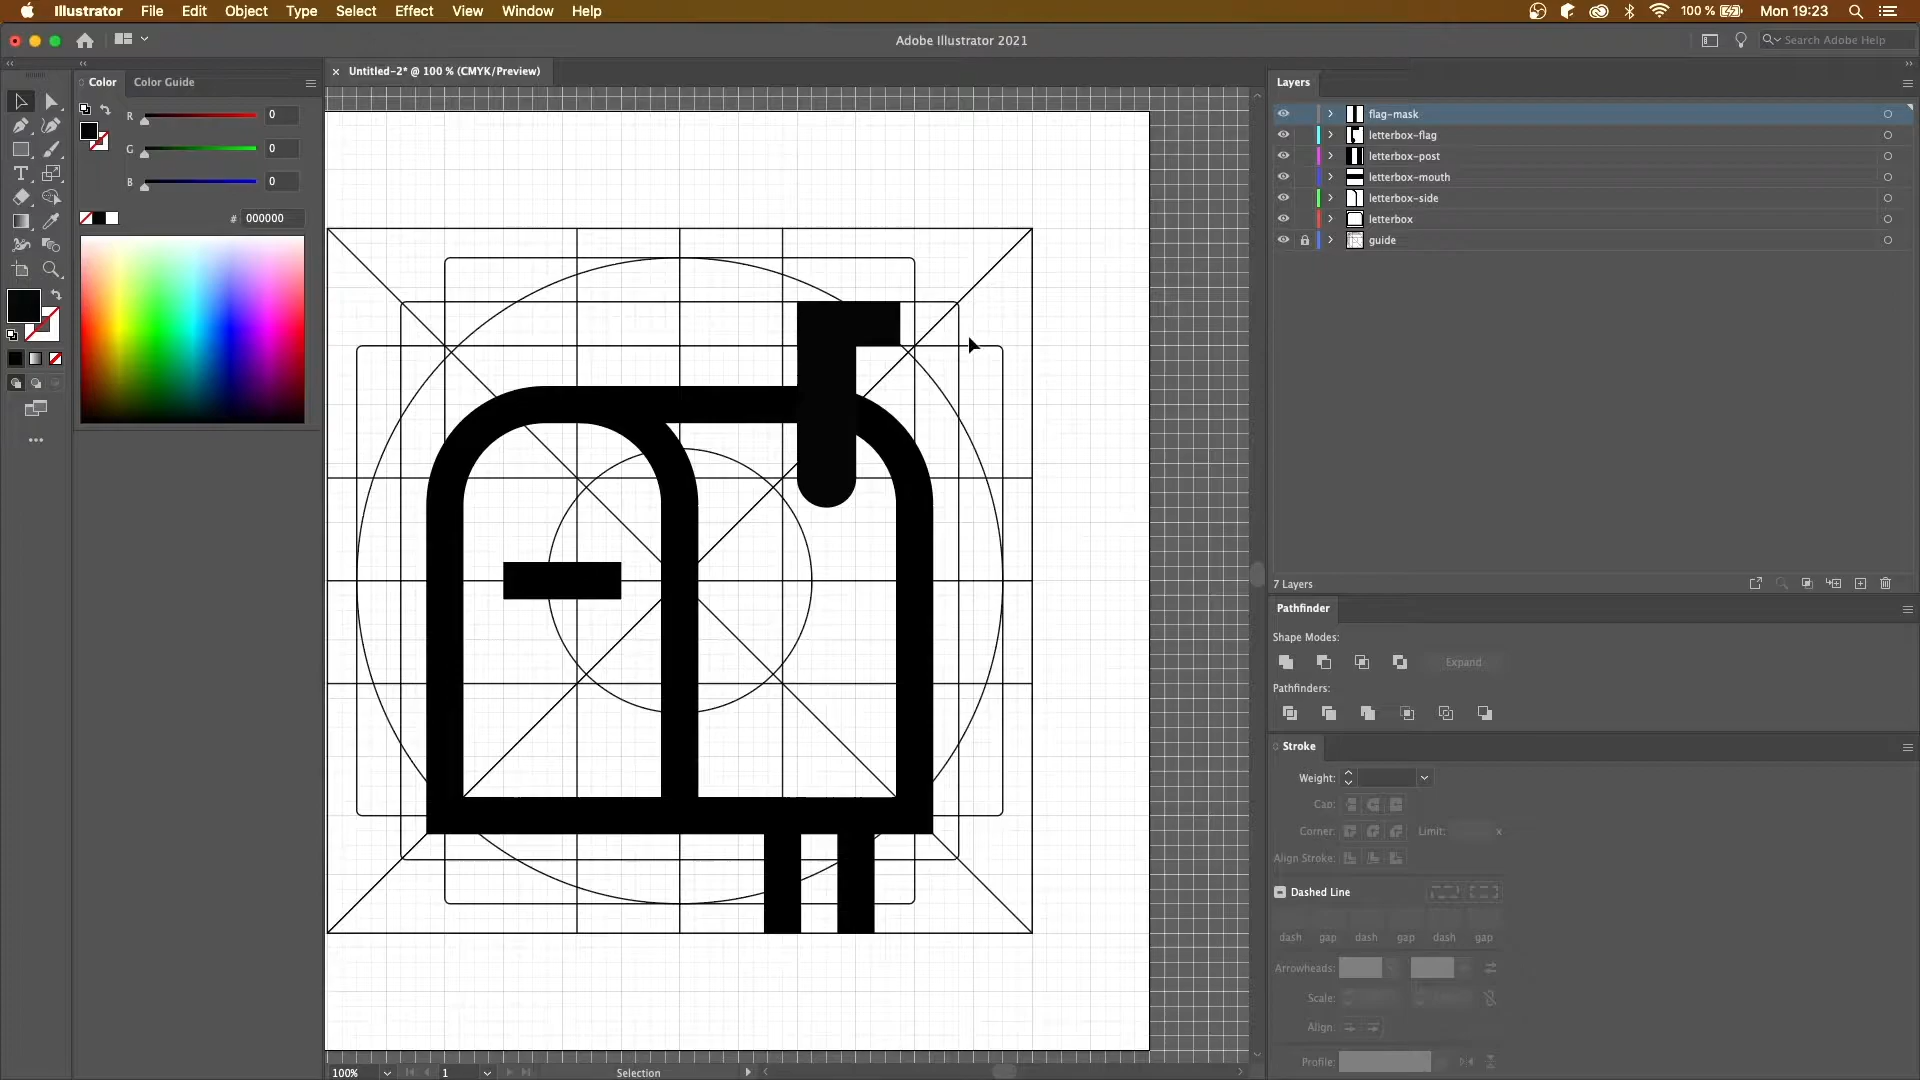 Illustrator File Edit Object Type Select Effect View Window Help 100 % Mon 19:23
Adobe Illustrator 2021 Search Adobe Help
Color Color Guide
R 0
G 0
B 0
# 000000
× Untitled-2* @ 100 % (CMYK/Preview)
100% 1 Selection
Layers
flag-mask
letterbox-flag
letterbox-post
letterbox-mouth
letterbox-side
letterbox
guide
7 Layers
Pathfinder
Shape Modes:
Expand
Pathfinders:
Stroke
Weight:
Cap:
Corner: Limit: x
Align Stroke:
Dashed Line
dash gap dash gap dash gap
Arrowheads:
Scale:
Align:
Profile: